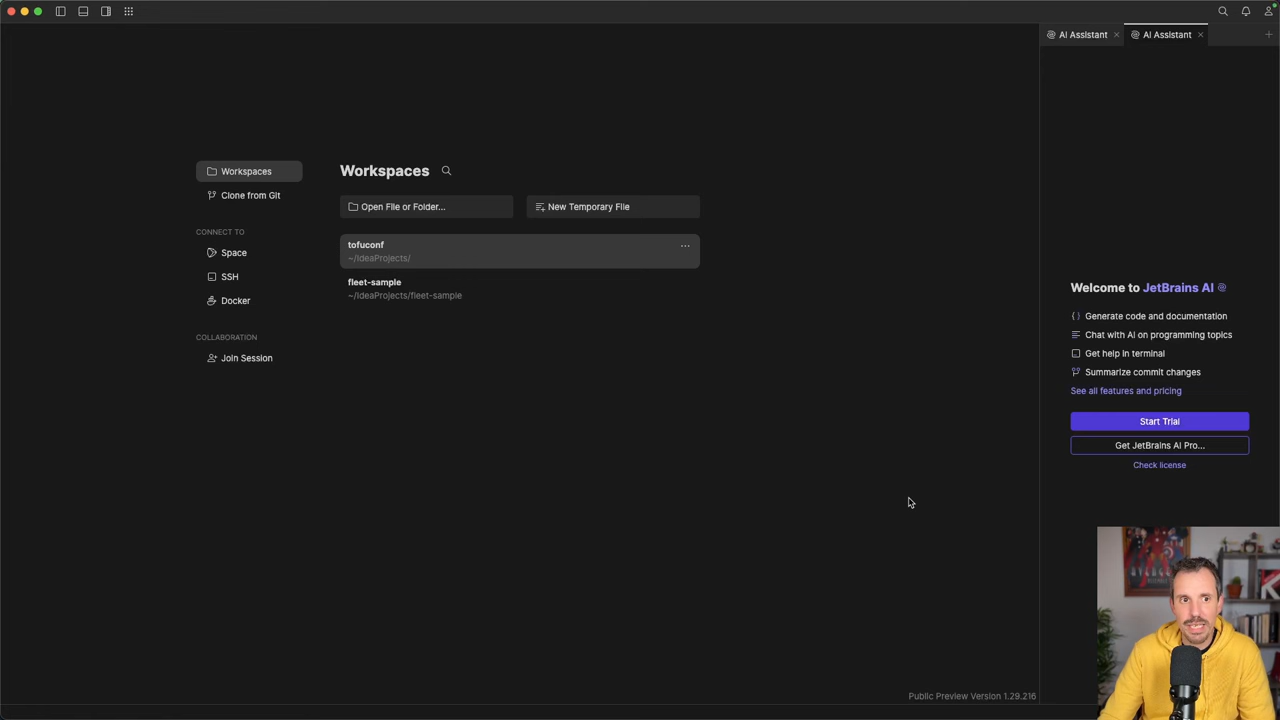 AI Assistant
AI Assistant
Workspaces
Clone from Git
CONNECT TO
Space
SSH
Docker
COLLABORATION
Join Session
Workspaces
Open File or Folder...
New Temporary File
tofuconf
~/IdeaProjects/
fleet-sample
~/IdeaProjects/fleet-sample
Welcome to JetBrains AI
Generate code and documentation
Chat with AI on programming topics
Get help in terminal
Summarize commit changes
See all features and pricing
Start Trial
Get JetBrains AI Pro...
Check license
Public Preview Version 1.29.216